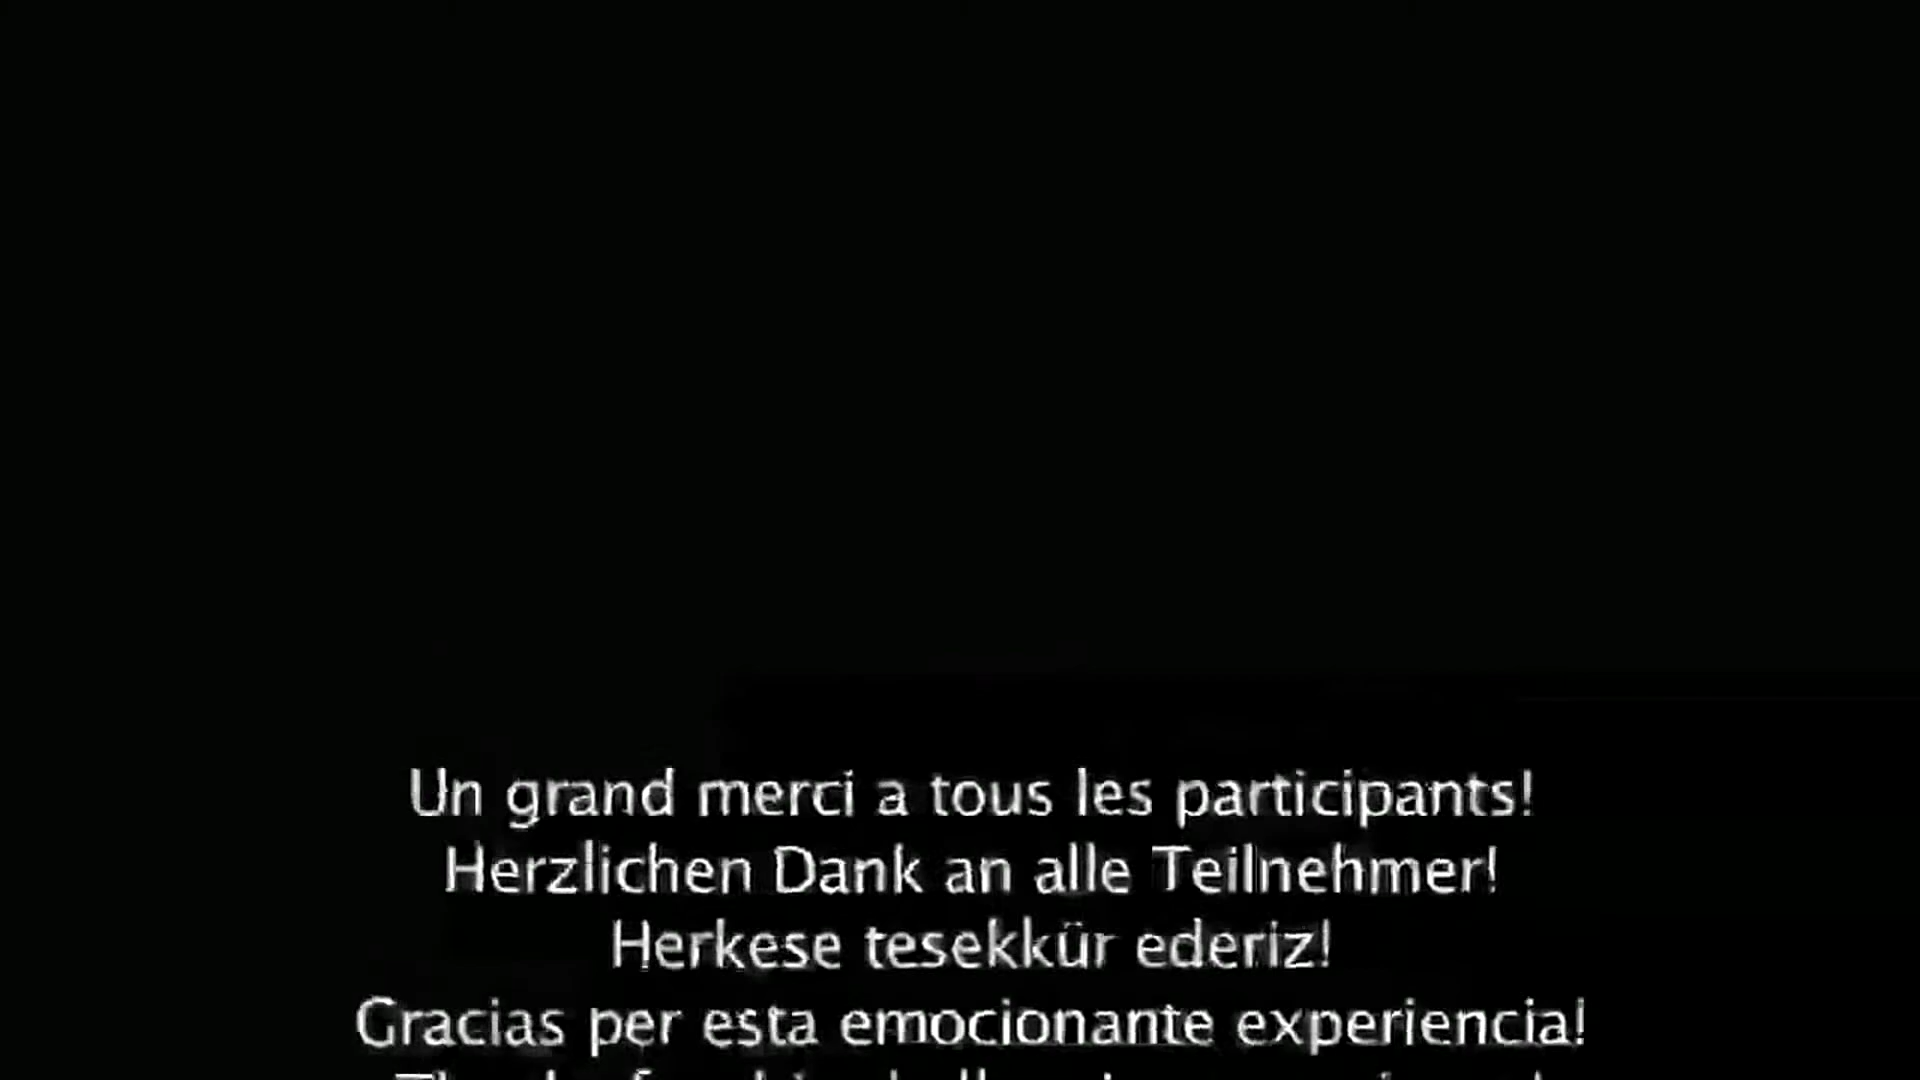 Un grand merci a tous les participants!
Herzlichen Dank an alle Teilnehmer!
Herkese tesekkür ederiz!
Gracias per esta emocionante experiencia!